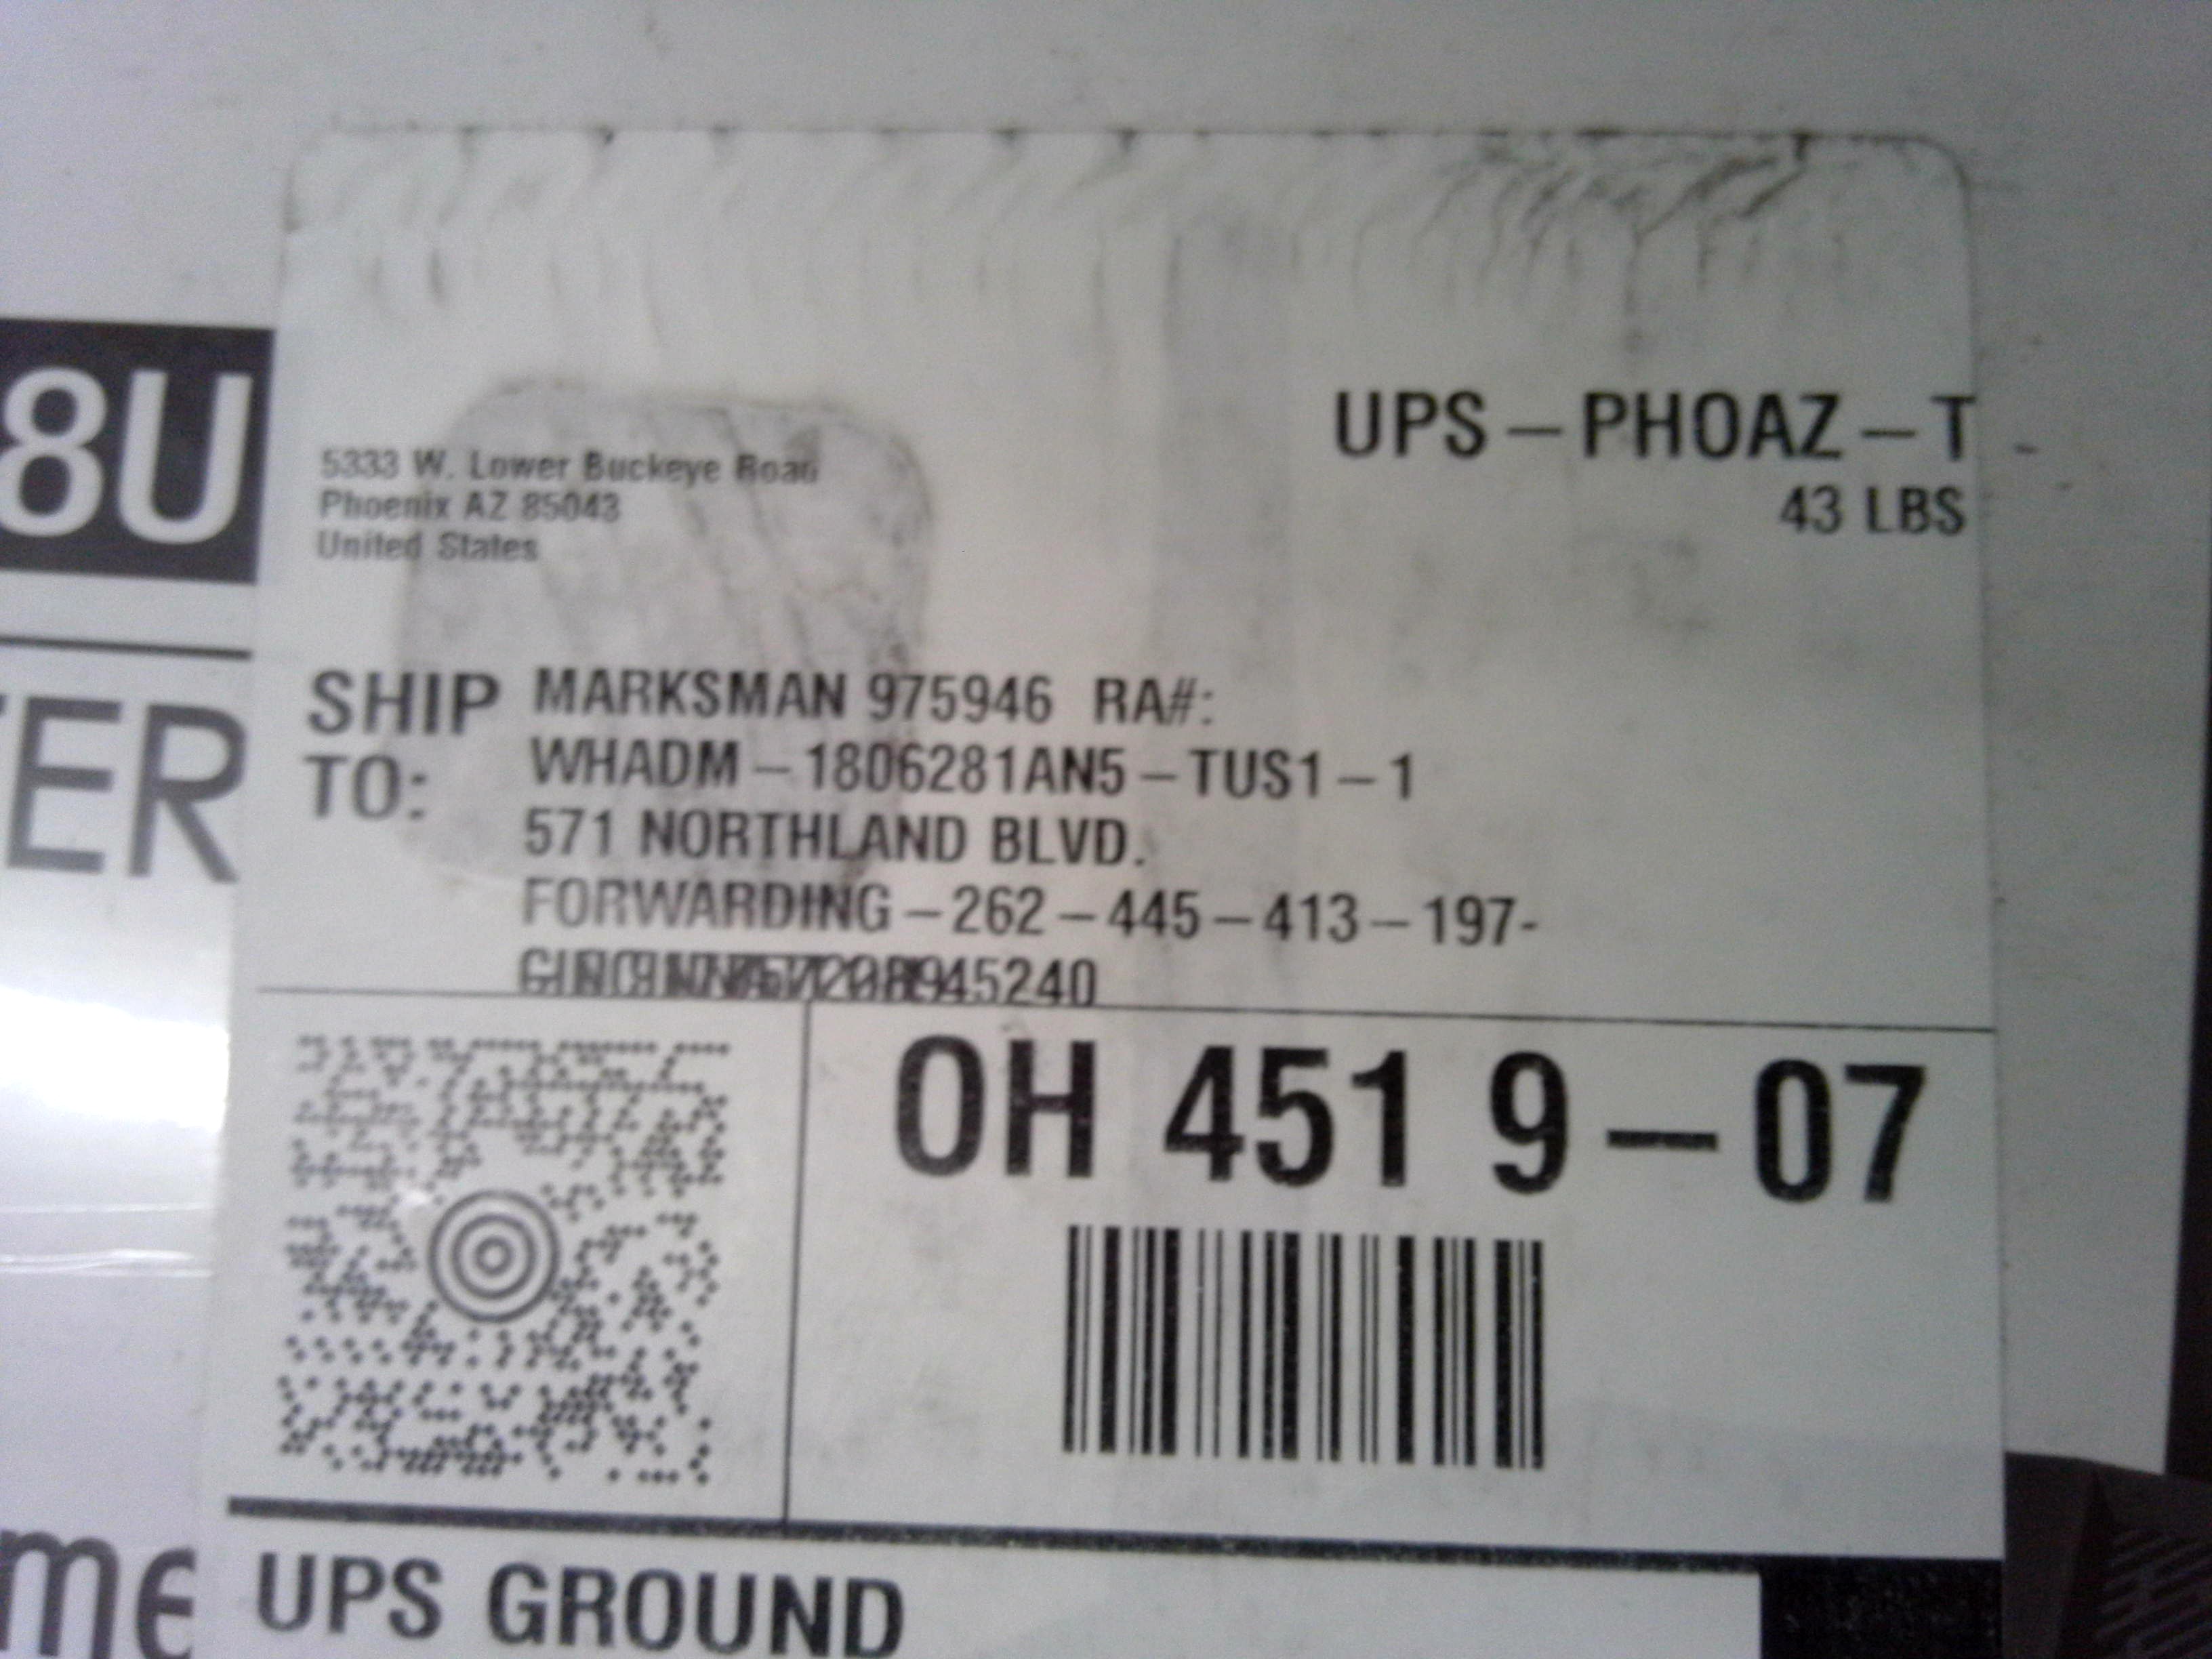 8U
ER
me
5333 W. Lower Buckeye Road
Phoenix AZ 85043
United States
UPS-PHOAZ-T
43 LBS
SHIP TO:
MARKSMAN 975946 RA#:
WHADM-1806281AN5-TUS1-1
571 NORTHLAND BLVD.
FORWARDING-262-445-413-197-
45240
OH 451 9-07
UPS GROUND